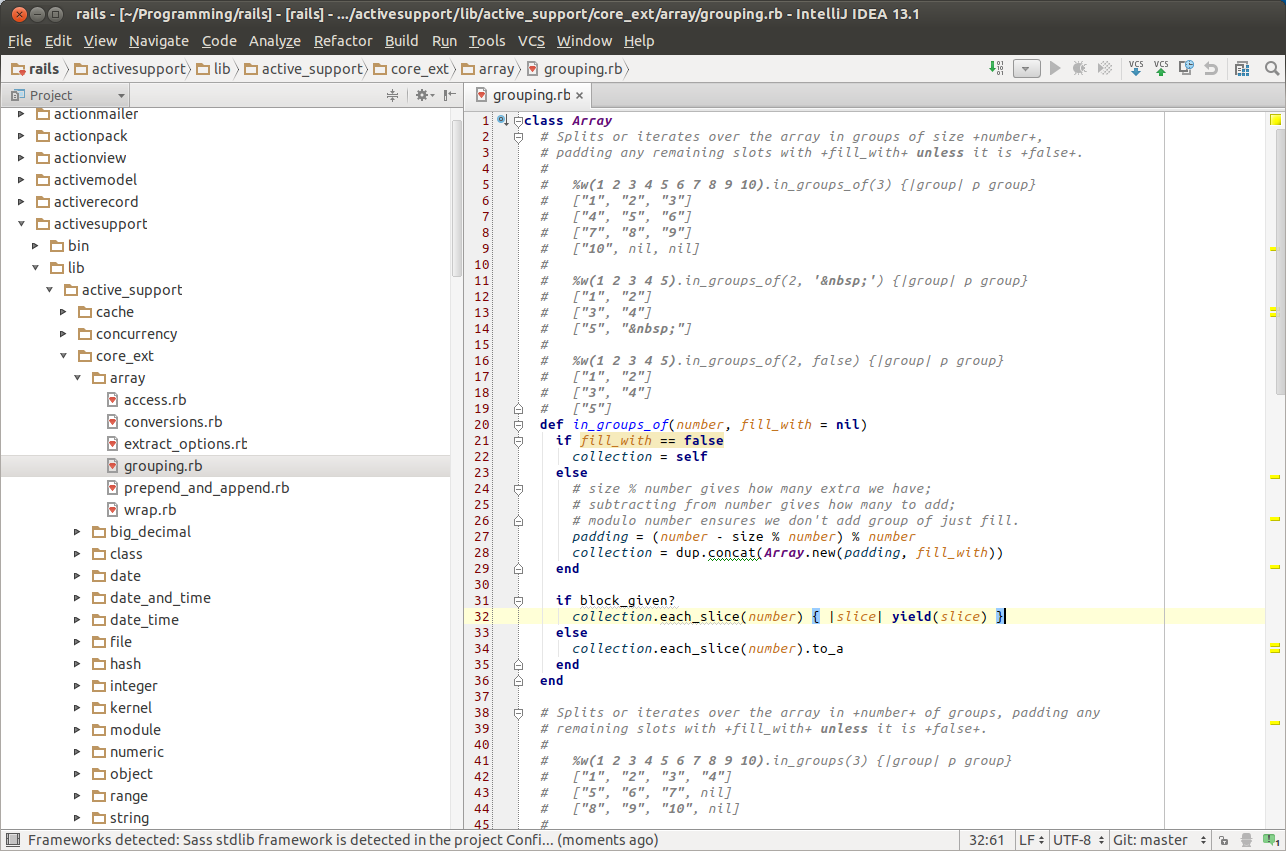 rails - [~/Programming/rails] - [rails] - .../activesupport/lib/active_support/core_ext/array/grouping.rb - IntelliJ IDEA 13.1
File Edit View Navigate Code Analyze Refactor Build Run Tools VCS Window Help
rails activesupport lib active_support core_ext array grouping.rb VCS VCS
Project
grouping.rb
actionmailer
actionpack
actionview
activemodel
activerecord
activesupport
bin
lib
active_support
cache
concurrency
core_ext
array
access.rb
conversions.rb
extract_options.rb
grouping.rb
prepend_and_append.rb
wrap.rb
big_decimal
class
date
date_and_time
date_time
file
hash
integer
kernel
module
numeric
object
range
string
1 class Array
2 # Splits or iterates over the array in groups of size +number+,
3 # padding any remaining slots with +fill_with+ unless it is +false+.
4 #
5 #   %w(1 2 3 4 5 6 7 8 9 10).in_groups_of(3) {|group| p group}
6 #   ["1", "2", "3"]
7 #   ["4", "5", "6"]
8 #   ["7", "8", "9"]
9 #   ["10", nil, nil]
10 #
11 #   %w(1 2 3 4 5).in_groups_of(2, '&nbsp;') {|group| p group}
12 #   ["1", "2"]
13 #   ["3", "4"]
14 #   ["5", "&nbsp;"]
15 #
16 #   %w(1 2 3 4 5).in_groups_of(2, false) {|group| p group}
17 #   ["1", "2"]
18 #   ["3", "4"]
19 #   ["5"]
20 def in_groups_of(number, fill_with = nil)
21 if fill_with == false
22 collection = self
23 else
24 # size % number gives how many extra we have;
25 # subtracting from number gives how many to add;
26 # modulo number ensures we don't add group of just fill.
27 padding = (number - size % number) % number
28 collection = dup.concat(Array.new(padding, fill_with))
29 end
30
31 if block_given?
32 collection.each_slice(number) { |slice| yield(slice) }
33 else
34 collection.each_slice(number).to_a
35 end
36 end
37
38 # Splits or iterates over the array in +number+ of groups, padding any
39 # remaining slots with +fill_with+ unless it is +false+.
40 #
41 #   %w(1 2 3 4 5 6 7 8 9 10).in_groups(3) {|group| p group}
42 #   ["1", "2", "3", "4"]
43 #   ["5", "6", "7", nil]
44 #   ["8", "9", "10", nil]
45 #
Frameworks detected: Sass stdlib framework is detected in the project Confi... (moments ago) 32:61 LF UTF-8 Git: master 1